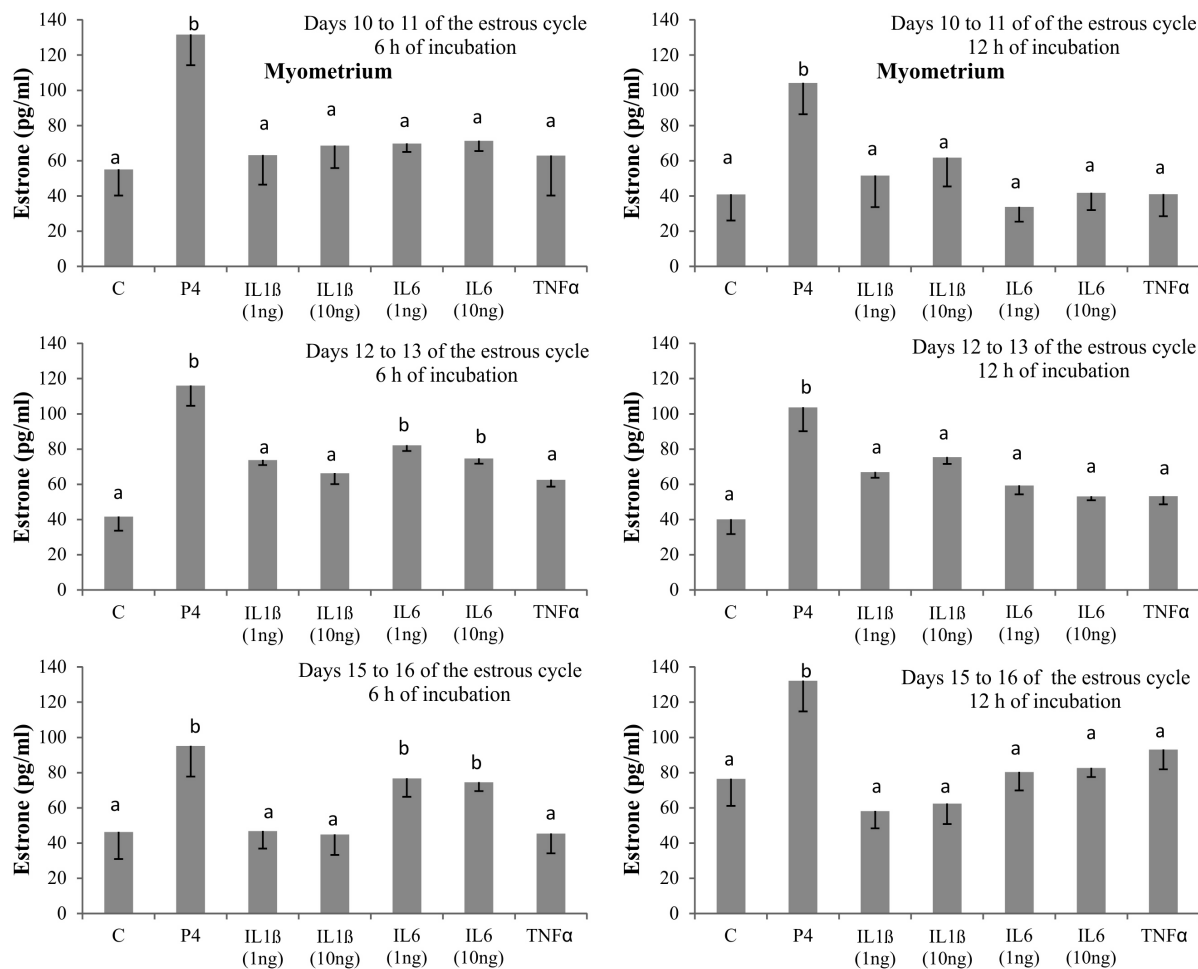 Days 10 to 11 of the estrous cycle
6 h of incubation
Myometrium
Estrone (pg/ml)
140
120
100
80
60
40
20
0
a
b
a
a
a
a
a
C
P4
IL1ß
(1ng)
IL1ß
(10ng)
IL6
(1ng)
IL6
(10ng)
TNFα
Days 10 to 11 of of the estrous cycle
12 h of incubation
Myometrium
Estrone (pg/ml)
140
120
100
80
60
40
20
0
a
b
a
a
a
a
a
C
P4
IL1ß
(1ng)
IL1ß
(10ng)
IL6
(1ng)
IL6
(10ng)
TNFα
Days 12 to 13 of the estrous cycle
6 h of incubation
Estrone (pg/ml)
140
120
100
80
60
40
20
0
a
b
a
a
b
b
a
C
P4
IL1ß
(1ng)
IL1ß
(10ng)
IL6
(1ng)
IL6
(10ng)
TNFα
Days 12 to 13 of the estrous cycle
12 h of incubation
Estrone (pg/ml)
140
120
100
80
60
40
20
0
a
b
a
a
a
a
a
C
P4
IL1ß
(1ng)
IL1ß
(10ng)
IL6
(1ng)
IL6
(10ng)
TNFα
Days 15 to 16 of the estrous cycle
6 h of incubation
Estrone (pg/ml)
140
120
100
80
60
40
20
0
a
b
a
a
b
b
a
C
P4
IL1ß
(1ng)
IL1ß
(10ng)
IL6
(1ng)
IL6
(10ng)
TNFα
Days 15 to 16 of the estrous cycle
12 h of incubation
Estrone (pg/ml)
140
120
100
80
60
40
20
0
a
b
a
a
a
a
a
C
P4
IL1ß
(1ng)
IL1ß
(10ng)
IL6
(1ng)
IL6
(10ng)
TNFα